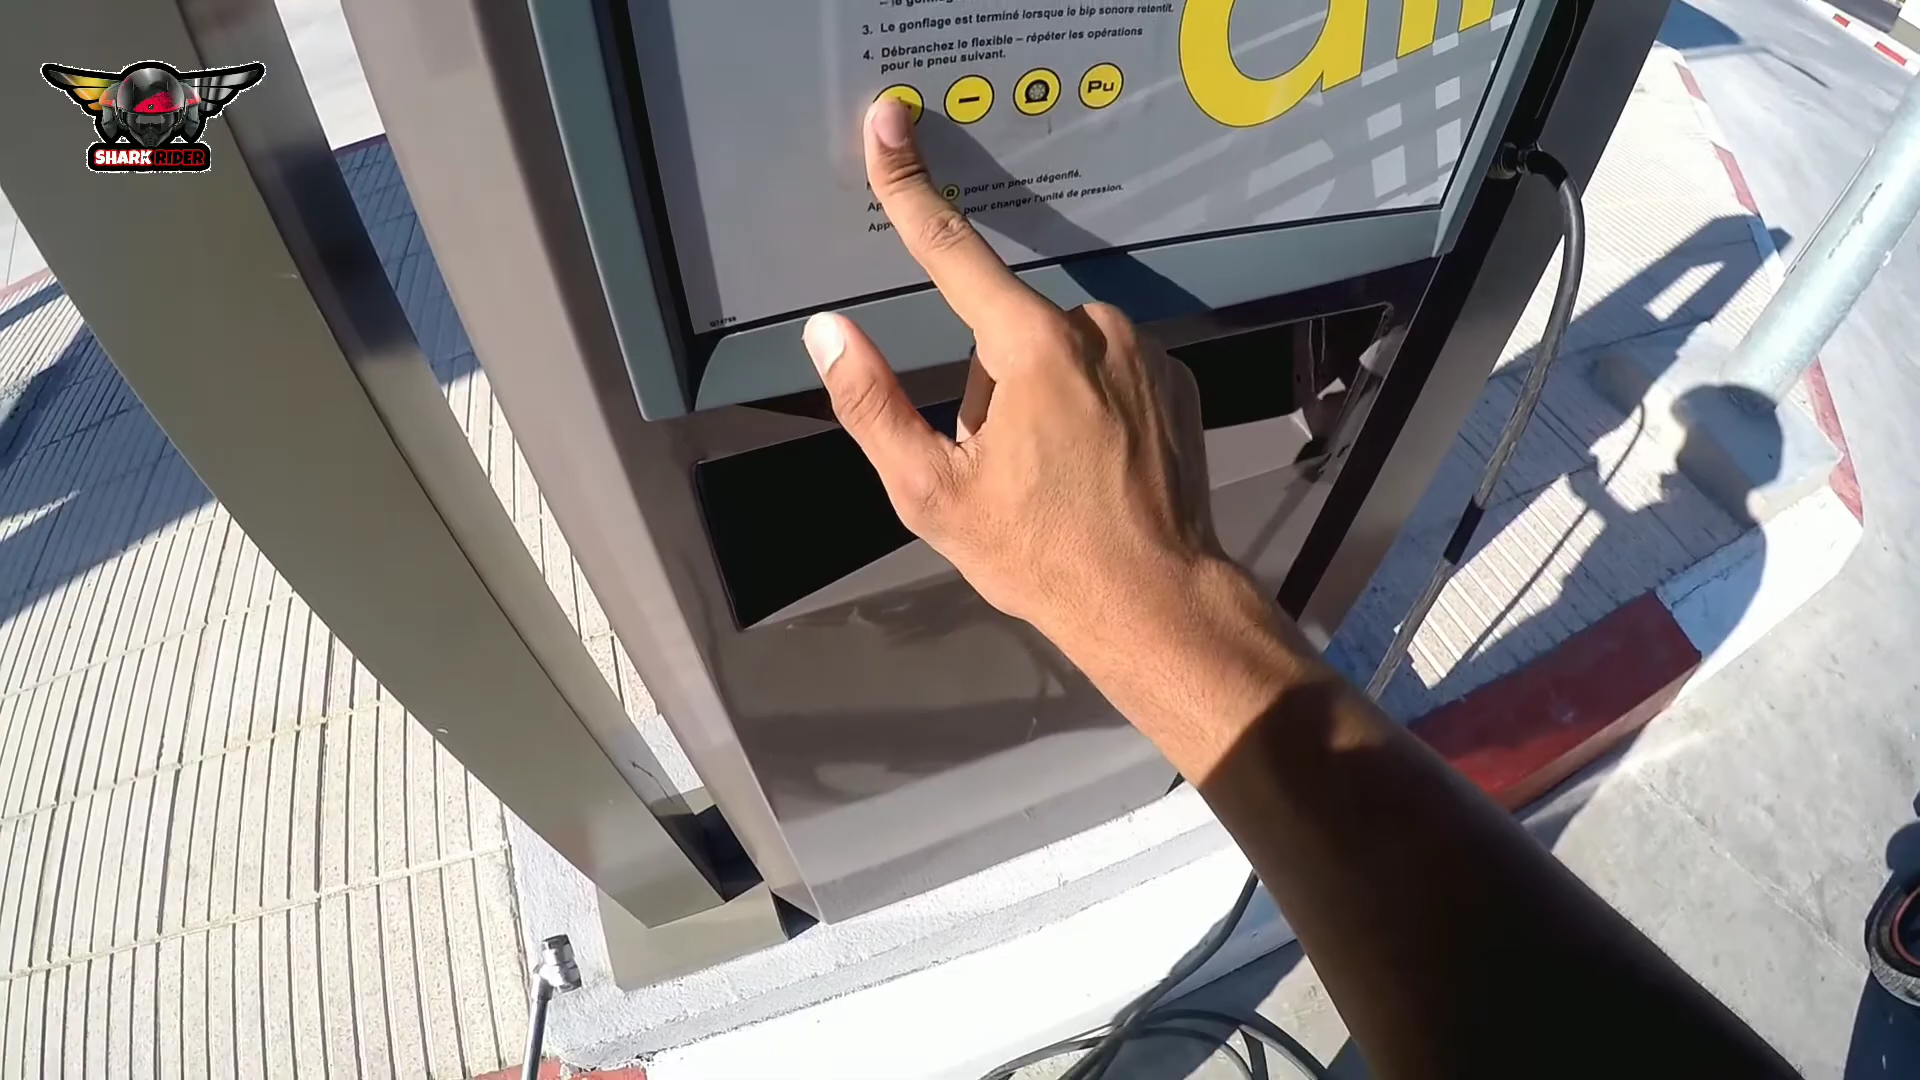 SHARK RIDER
3. Le gonflage est terminé lorsque le bip sonore retentit.
4. Débranchez le flexible – répéter les opérations
pour le pneu suivant.
– Pu
pour un pneu dégonflé.
pour changer l'unité de pression.
air